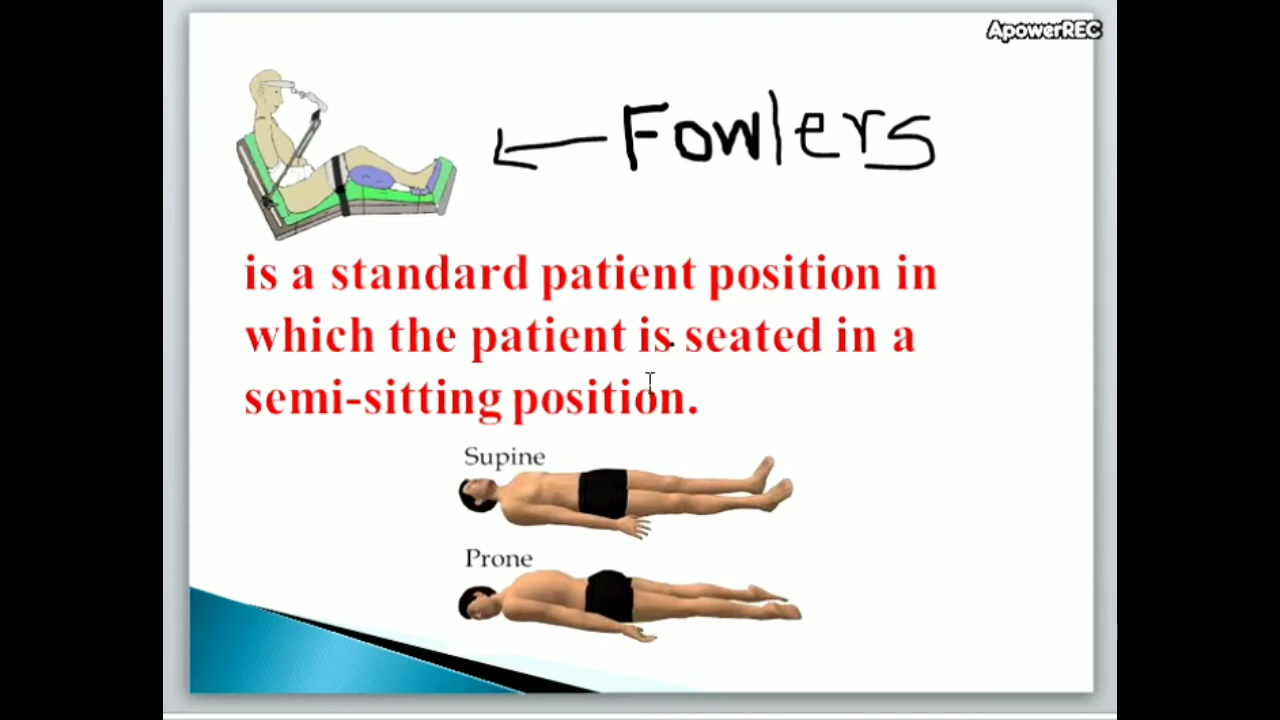 ApowerREC
Fowlers
is a standard patient position in
which the patient is seated in a
semi-sitting position.
Supine
Prone